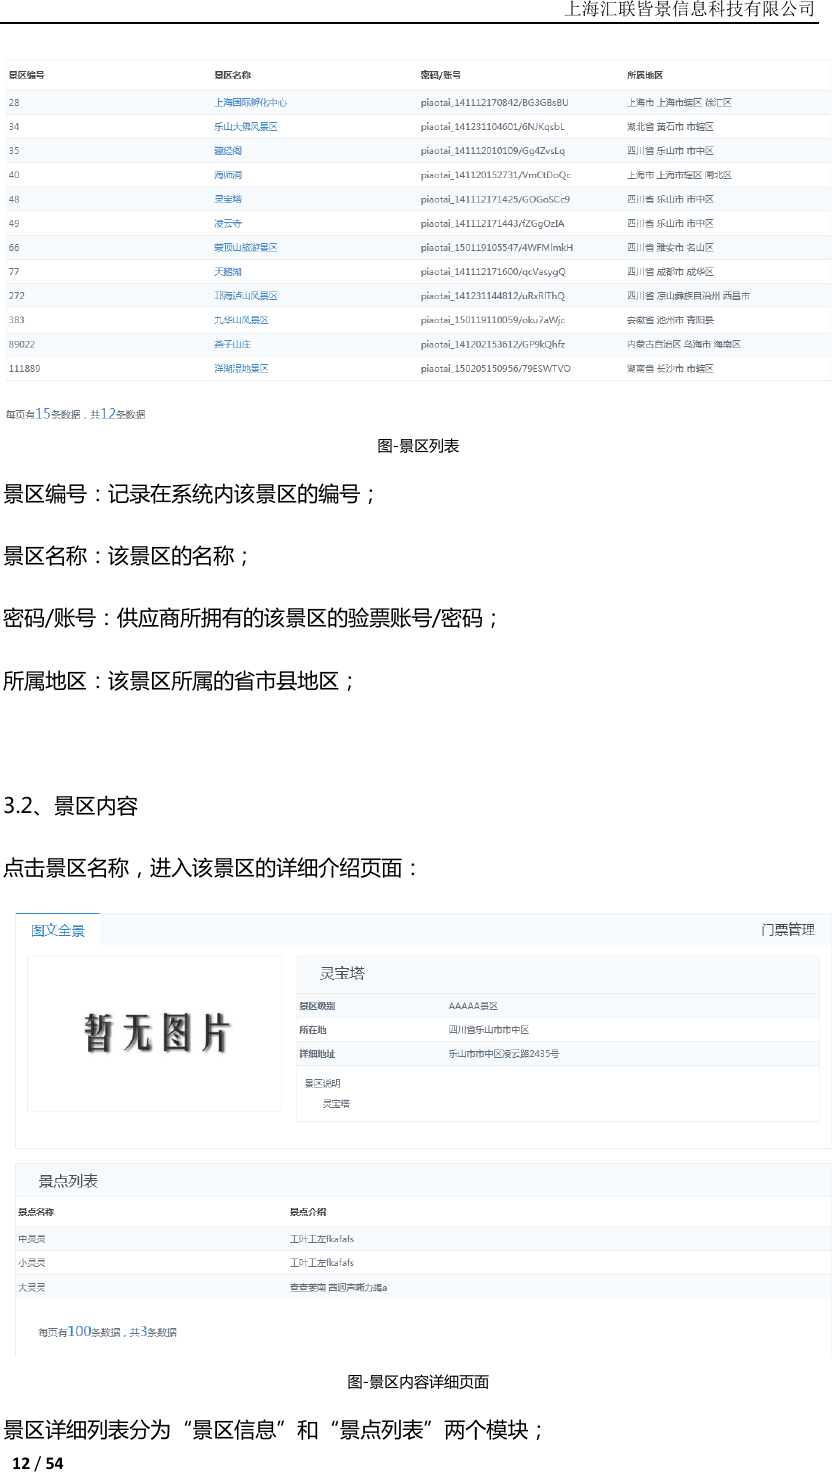 上海汇联皆景信息科技有限公司
景区编号 景区名称 密码/账号 所属地区
28 上海国际孵化中心 piaotai_141112170842/BG3GBsBU 上海市 上海市辖区 徐汇区
34 乐山大佛风景区 piaotai_141231104601/6NJKqsbL 湖北省 黄石市 市辖区
35 藏经阁 piaotai_141112010109/Gg4ZvsLq 四川省 乐山市 市中区
40 海师洞 piaotai_141120152731/VmCtDoQc 上海市 上海市辖区 闸北区
48 灵宝塔 piaotai_141112171425/GOGoSCc9 四川省 乐山市 市中区
49 凌云寺 piaotai_141112171443/fZGgOzIA 四川省 乐山市 市中区
66 蒙顶山旅游景区 piaotai_150119105547/4WFMlmkH 四川省 雅安市 名山区
77 天鹅湖 piaotai_141112171600/qcVasygQ 四川省 成都市 成华区
272 邛海泸山风景区 piaotai_141231144812/uRxRlThQ 四川省 凉山彝族自治州 西昌市
383 九华山风景区 piaotai_150119110059/oku7aWjc 安徽省 池州市 青阳县
89022 燕子山庄 piaotai_141202153612/GP9kQhfz 内蒙古自治区 乌海市 海南区
111889 洋湖湿地景区 piaotai_150205150956/79ESWTVO 湖南省 长沙市 市辖区
每页有15条数据，共12条数据
图-景区列表
景区编号：记录在系统内该景区的编号；
景区名称：该景区的名称；
密码/账号：供应商所拥有的该景区的验票账号/密码；
所属地区：该景区所属的省市县地区；
3.2、景区内容
点击景区名称，进入该景区的详细介绍页面：
图文全景 门票管理
暂无图片
灵宝塔
景区级别 AAAAA景区
所在地 四川省乐山市市中区
详细地址 乐山市市中区凌云路2435号
景区说明
灵宝塔
景点列表
景点名称 景点介绍
中灵灵 工叶工左fkafafs
小灵灵 工叶工左fkafafs
大灵灵
每页有100条数据，共3条数据
图-景区内容详细页面
景区详细列表分为“景区信息”和“景点列表”两个模块；
12 / 54